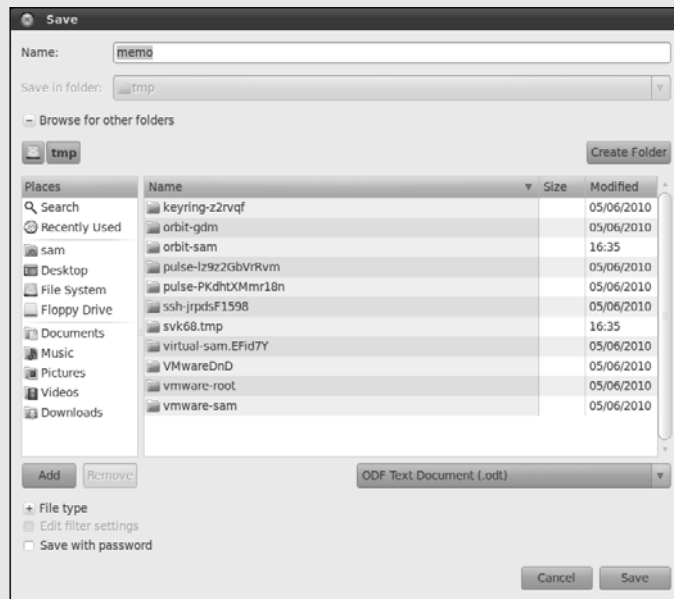 Save
Name: memo
Save in folder: tmp
Browse for other folders
tmp Create Folder
Places Name Size Modified
Search keyring-z2rvqf 05/06/2010
Recently Used orbit-gdm 05/06/2010
sam orbit-sam 16:35
Desktop pulse-lz9z2GbVrRvm 05/06/2010
File System pulse-PKdhtXMmr18n 05/06/2010
Floppy Drive ssh-jrpdsF1598 05/06/2010
Documents svk68.tmp 16:35
Music virtual-sam.EFid7Y 05/06/2010
Pictures VMwareDnD 05/06/2010
Videos vmware-root 05/06/2010
Downloads vmware-sam 05/06/2010
Add Remove ODF Text Document (.odt)
File type
Edit filter settings
Save with password
Cancel Save